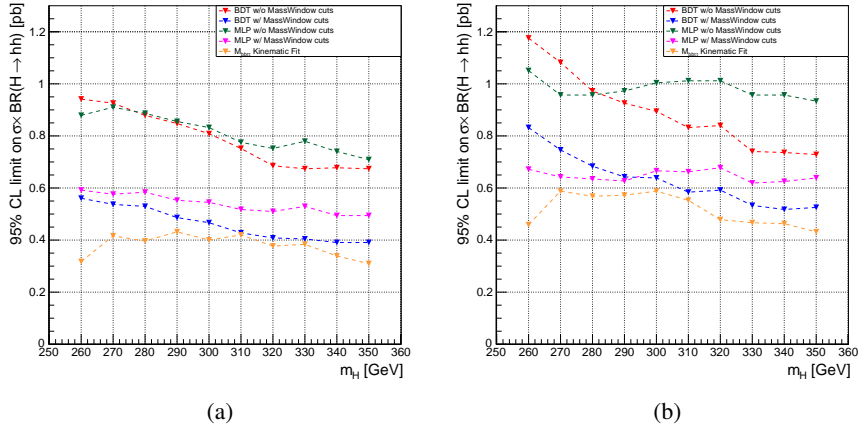 95% CL limit on σ× BR(H → hh) [pb]
BDT w/o MassWindow cuts
BDT w/ MassWindow cuts
MLP w/o MassWindow cuts
MLP w/ MassWindow cuts
Kinematic Fit
1.2
1
0.8
0.6
0.4
0.2
0
250 260 270 280 290 300 310 320 330 340 350 360
m_H [GeV]
(a)
95% CL limit on σ× BR(H → hh) [pb]
BDT w/o MassWindow cuts
BDT w/ MassWindow cuts
MLP w/o MassWindow cuts
MLP w/ MassWindow cuts
Kinematic Fit
1.2
1
0.8
0.6
0.4
0.2
0
250 260 270 280 290 300 310 320 330 340 350 360
m_H [GeV]
(b)